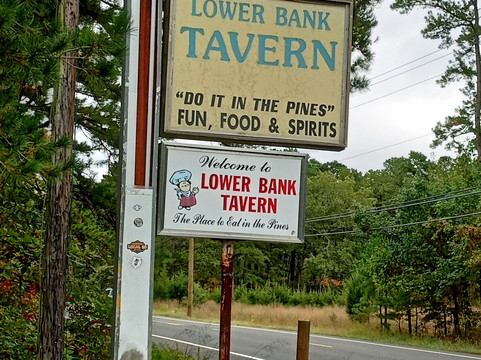 LOWER BANK
TAVERN
"DO IT IN THE PINES"
FUN, FOOD & SPIRITS
Welcome to
LOWER BANK
TAVERN
The Place to Eat in the Pines